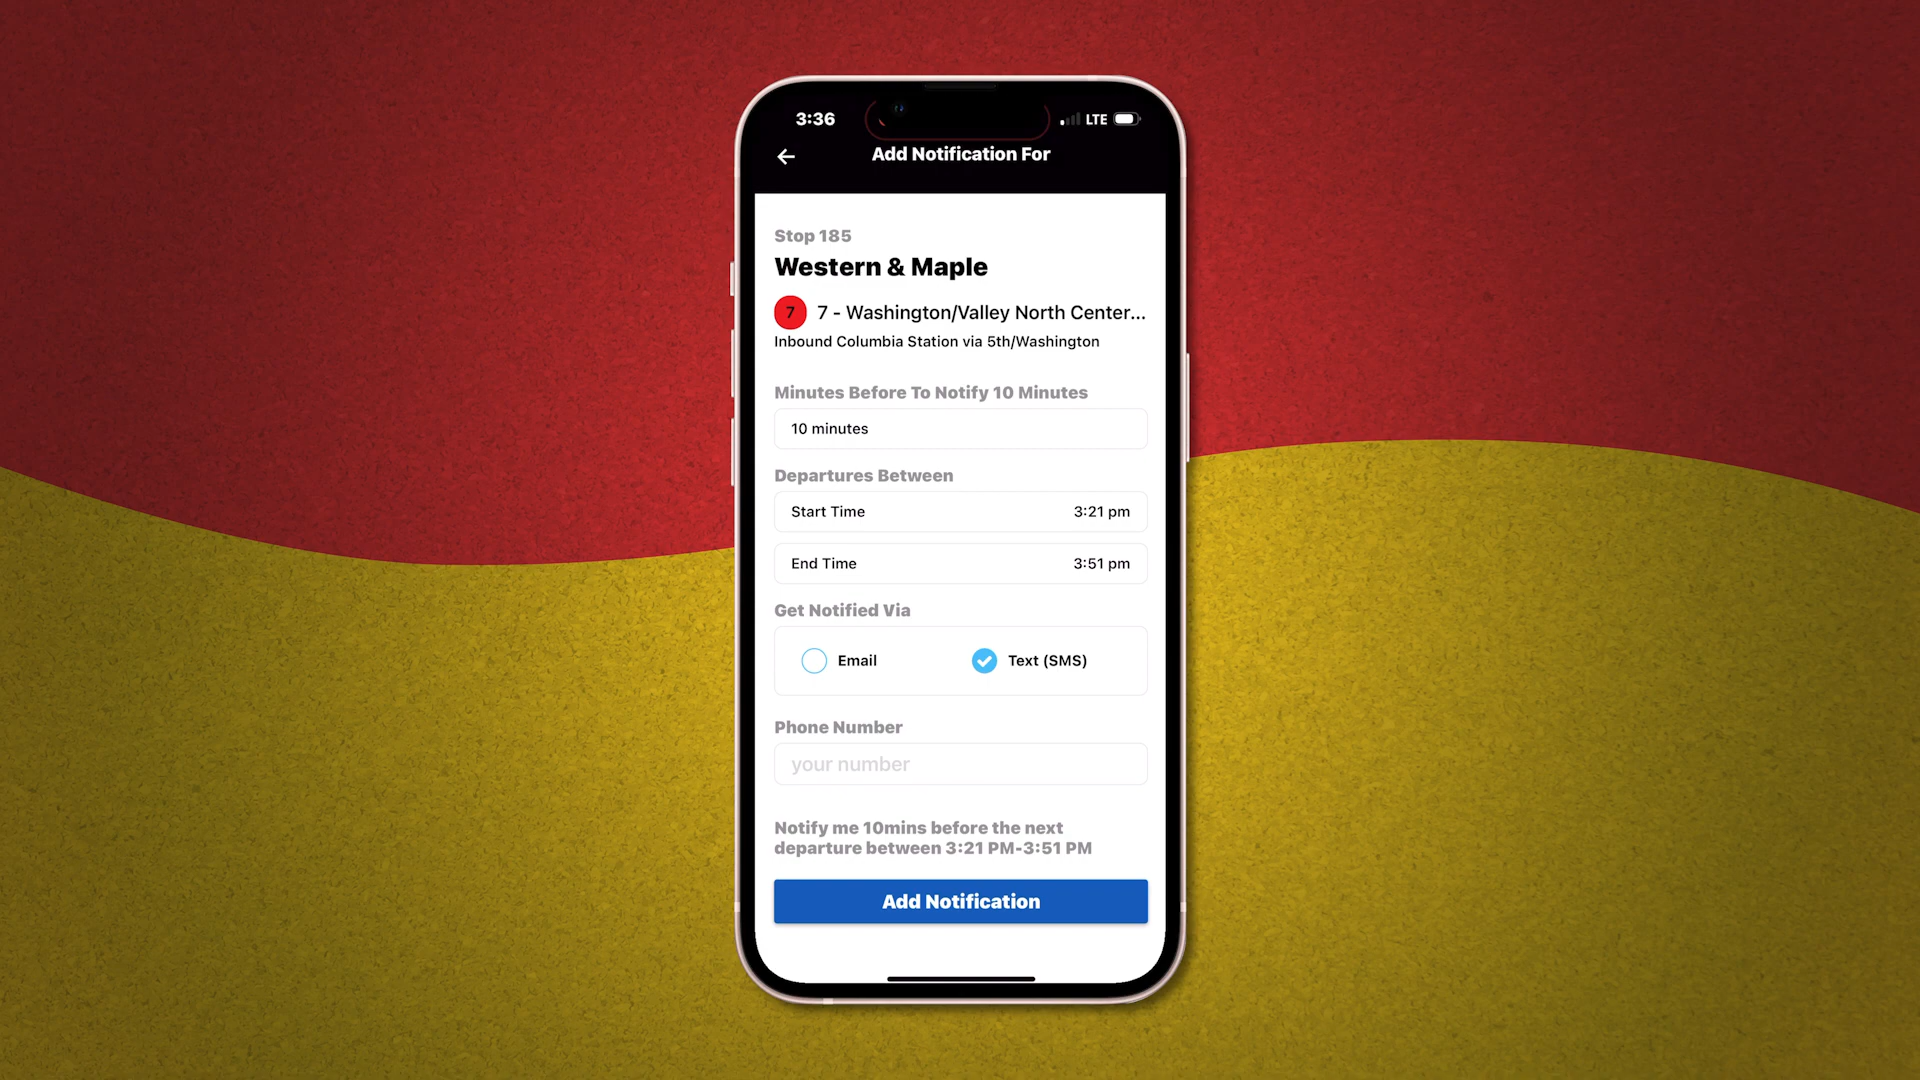 3:36 LTE
Add Notification For
Stop 185
Western & Maple
7 7 - Washington/Valley North Center...
Inbound Columbia Station via 5th/Washington
Minutes Before To Notify 10 Minutes
10 minutes
Departures Between
Start Time 3:21 pm
End Time 3:51 pm
Get Notified Via
Email Text (SMS)
Phone Number
your number
Notify me 10mins before the next
departure between 3:21 PM-3:51 PM
Add Notification